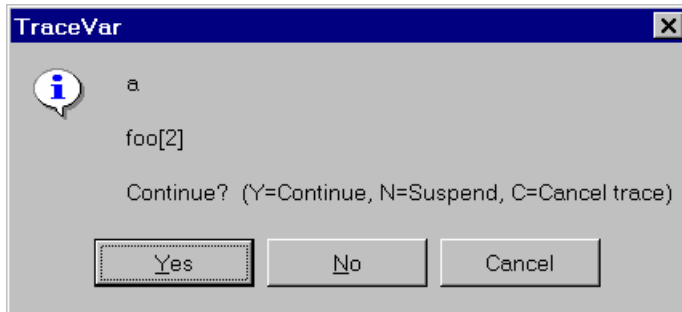 TraceVar
a
foo[2]
Continue?  (Y=Continue, N=Suspend, C=Cancel trace)
Yes No Cancel